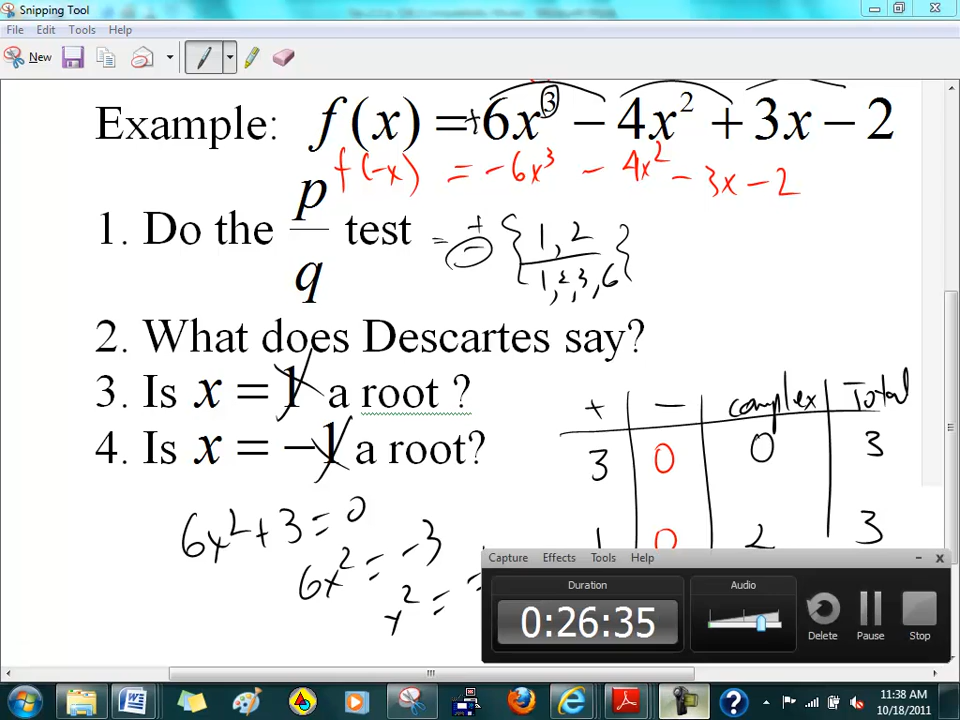 Snipping Tool
File Edit Tools Help
New
Example: f(x) = +6x³ − 4x² + 3x − 2
f(-x) = -6x³ - 4x² - 3x - 2
1. Do the p/q test = ± { 1, 2 / 1, 2, 3, 6 }
2. What does Descartes say?
3. Is x = 1 a root ?
4. Is x = −1 a root?
+ − complex Total
3 0 0 3
1 0 2 3
6x² + 3 = 0
6x² = -3
x² =
Capture Effects Tools Help
Duration
0:26:35
Audio
Delete Pause Stop
11:38 AM
10/18/2011